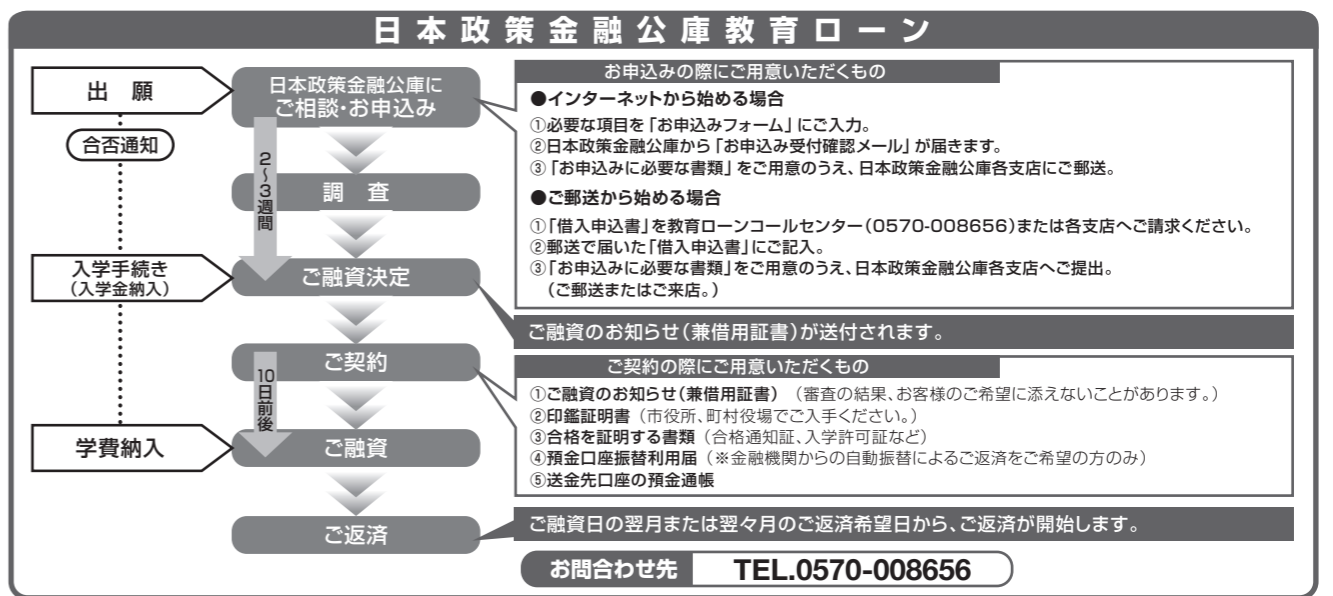 日本政策金融公庫教育ローン
出　願
合否通知
入学手続き
(入学金納入)
学費納入
日本政策金融公庫に
ご相談・お申込み
2〜3週間
調　査
ご融資決定
ご契約
10日前後
ご融資
ご返済
お申込みの際にご用意いただくもの
●インターネットから始める場合
①必要な項目を「お申込みフォーム」にご入力。
②日本政策金融公庫から「お申込み受付確認メール」が届きます。
③「お申込みに必要な書類」をご用意のうえ、日本政策金融公庫各支店にご郵送。
●ご郵送から始める場合
①「借入申込書」を教育ローンコールセンター(0570-008656)または各支店へご請求ください。
②郵送で届いた「借入申込書」にご記入。
③「お申込みに必要な書類」をご用意のうえ、日本政策金融公庫各支店へご提出。
(ご郵送またはご来店。)
ご融資のお知らせ(兼借用証書)が送付されます。
ご契約の際にご用意いただくもの
①ご融資のお知らせ(兼借用証書)（審査の結果、お客様のご希望に添えないことがあります。）
②印鑑証明書（市役所、町村役場でご入手ください。）
③合格を証明する書類（合格通知証、入学許可証など）
④預金口座振替利用届（※金融機関からの自動振替によるご返済をご希望の方のみ）
⑤送金先口座の預金通帳
ご融資日の翌月または翌々月のご返済希望日から、ご返済が開始します。
お問合わせ先　TEL.0570-008656